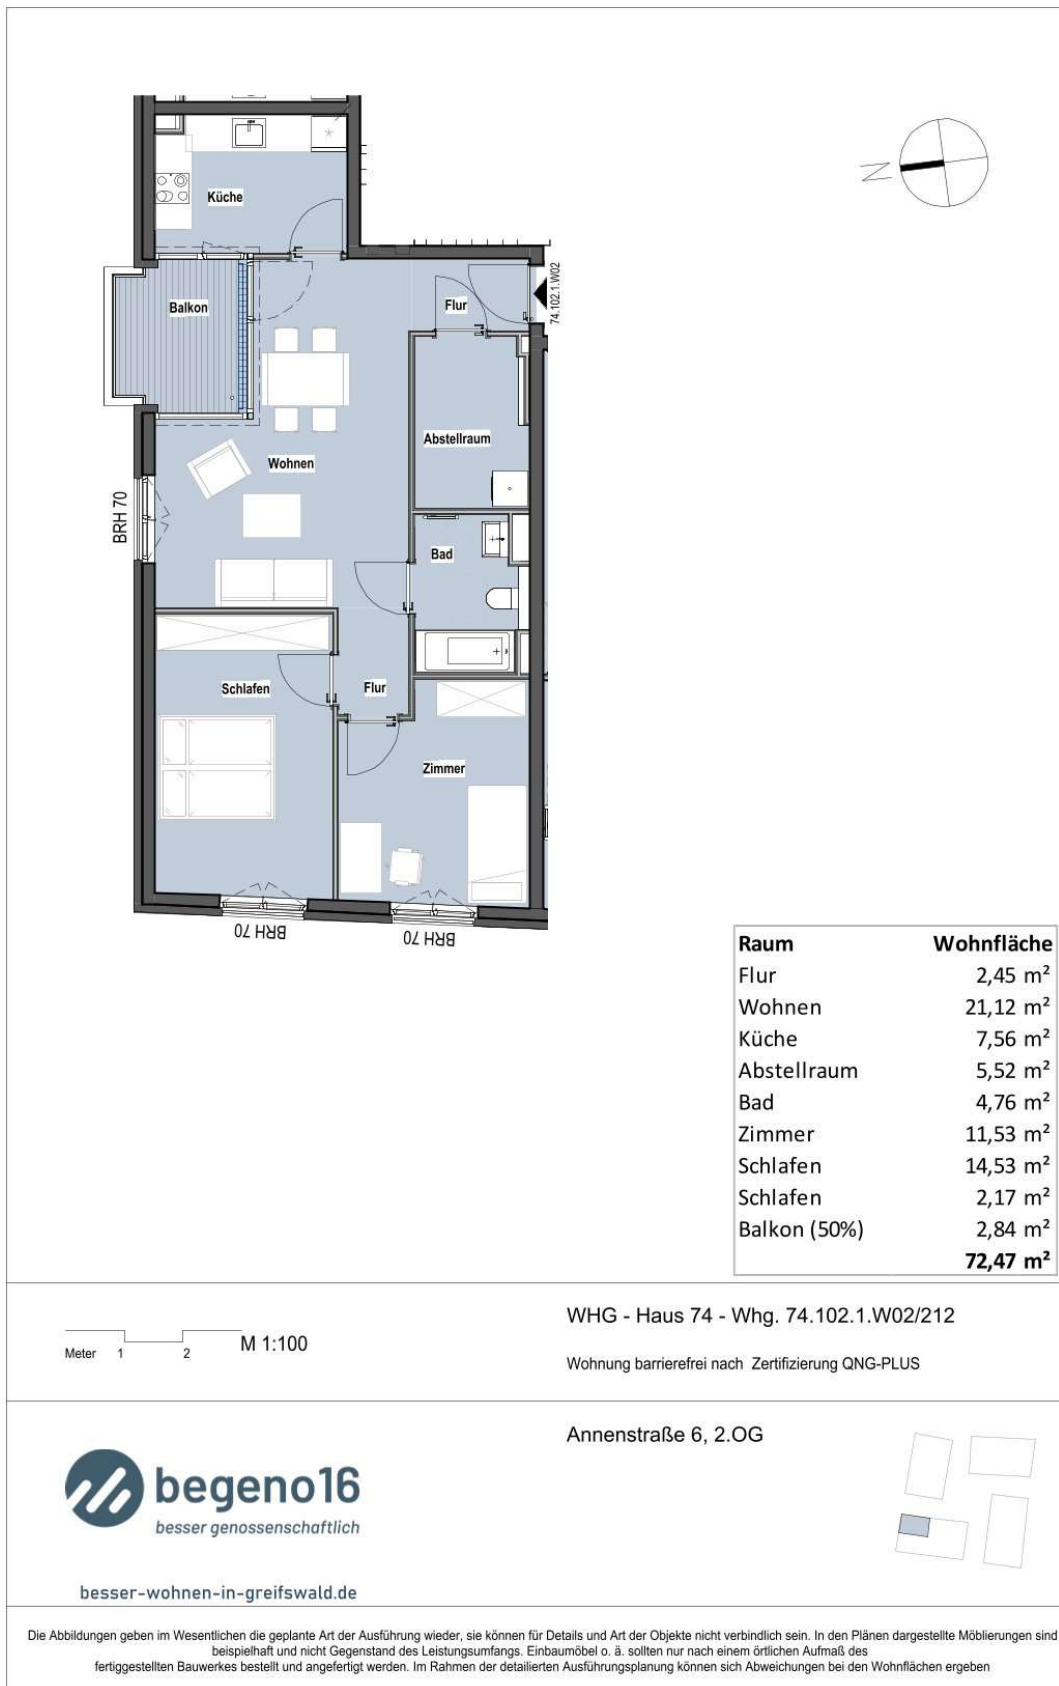 Küche
N
Balkon
Flur
74.102.1.W02
Abstellraum
Wohnen
BRH 70
Bad
Schlafen
Flur
Zimmer
BRH 70
BRH 70
Raum Wohnfläche
Flur 2,45 m²
Wohnen 21,12 m²
Küche 7,56 m²
Abstellraum 5,52 m²
Bad 4,76 m²
Zimmer 11,53 m²
Schlafen 14,53 m²
Schlafen 2,17 m²
Balkon (50%) 2,84 m²
72,47 m²
Meter 1 2 M 1:100
WHG - Haus 74 - Whg. 74.102.1.W02/212
Wohnung barrierefrei nach Zertifizierung QNG-PLUS
Annenstraße 6, 2.OG
begeno16
besser genossenschaftlich
besser-wohnen-in-greifswald.de
Die Abbildungen geben im Wesentlichen die geplante Art der Ausführung wieder, sie können für Details und Art der Objekte nicht verbindlich sein. In den Plänen dargestellte Möblierungen sind
beispielhaft und nicht Gegenstand des Leistungsumfangs. Einbaumöbel o. ä. sollten nur nach einem örtlichen Aufmaß des
fertiggestellten Bauwerkes bestellt und angefertigt werden. Im Rahmen der detailierten Ausführungsplanung können sich Abweichungen bei den Wohnflächen ergeben